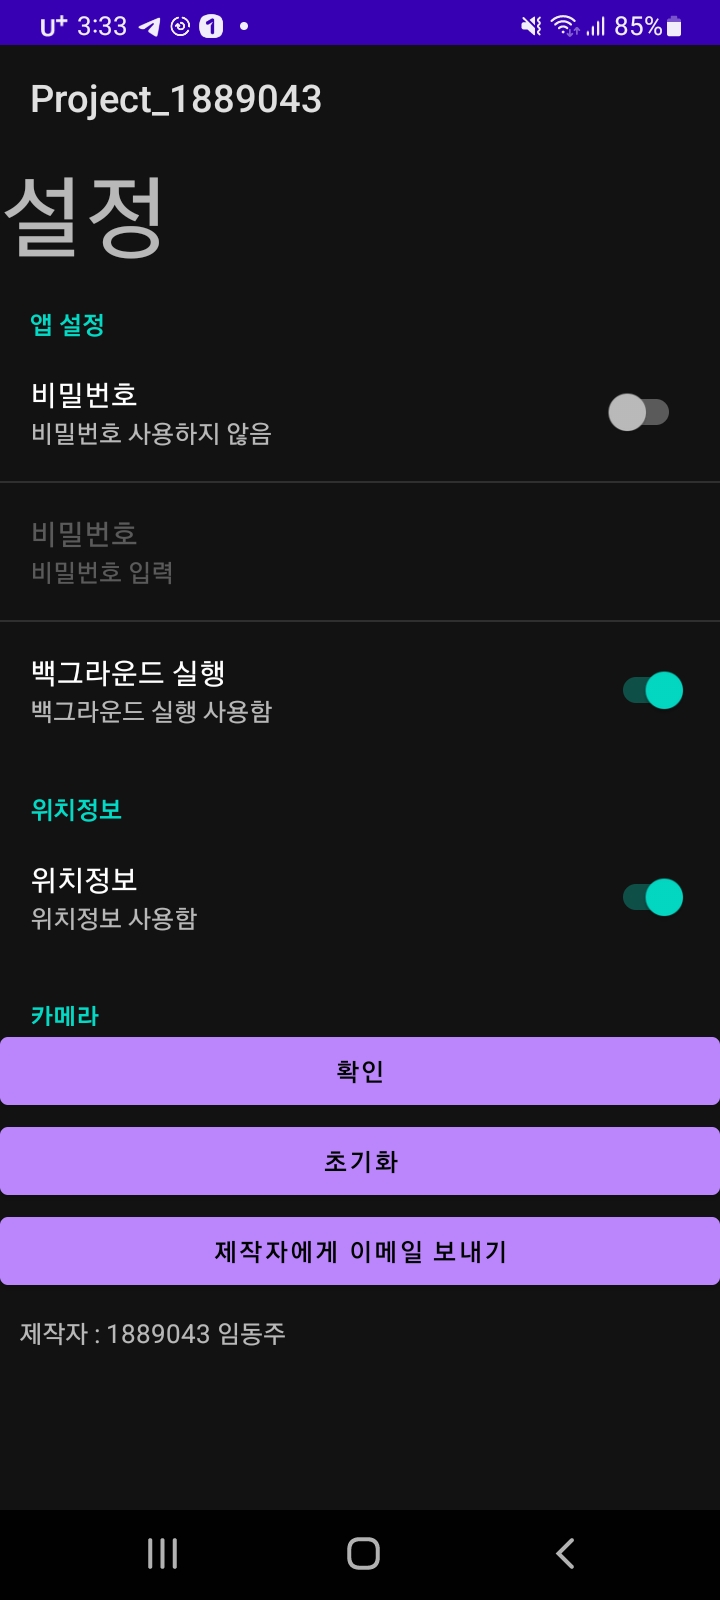 U+ 3:33 1 85%
Project_1889043
설정
앱 설정
비밀번호
비밀번호 사용하지 않음
비밀번호
비밀번호 입력
백그라운드 실행
백그라운드 실행 사용함
위치정보
위치정보
위치정보 사용함
카메라
확인
초기화
제작자에게 이메일 보내기
제작자 : 1889043 임동주